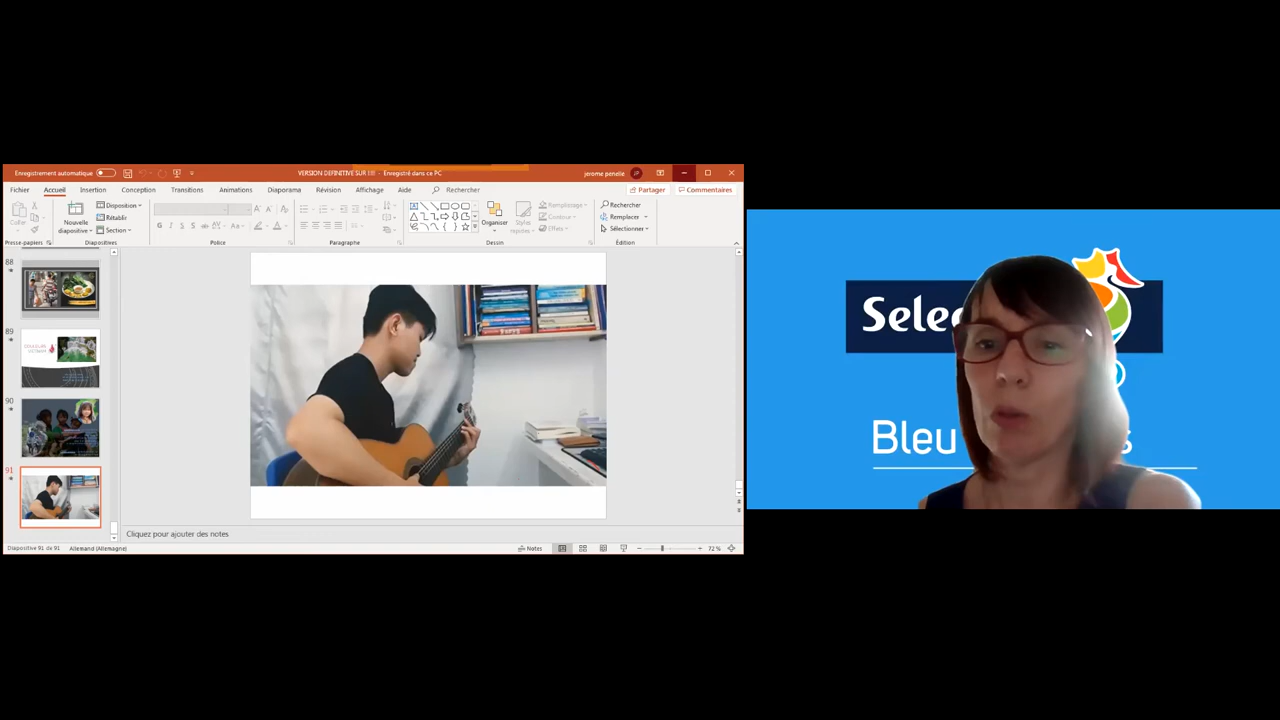 Enregistrement automatique
VERSION DEFINITIVE SUR !!! - Enregistré dans ce PC
jerome penelle
JP
Fichier Accueil Insertion Conception Transitions Animations Diaporama Révision Affichage Aide Rechercher
Partager Commentaires
Coller
Nouvelle diapositive
Disposition
Rétablir
Section
Organiser
Styles rapides
Remplissage
Contour
Effets
Rechercher
Remplacer
Sélectionner
Presse-papiers Diapositives Police Paragraphe Dessin Edition
88
89
90
91
Cliquez pour ajouter des notes
Diapositive 91 de 91 Allemand (Allemagne) Notes 72 %
Selec
Bleu s